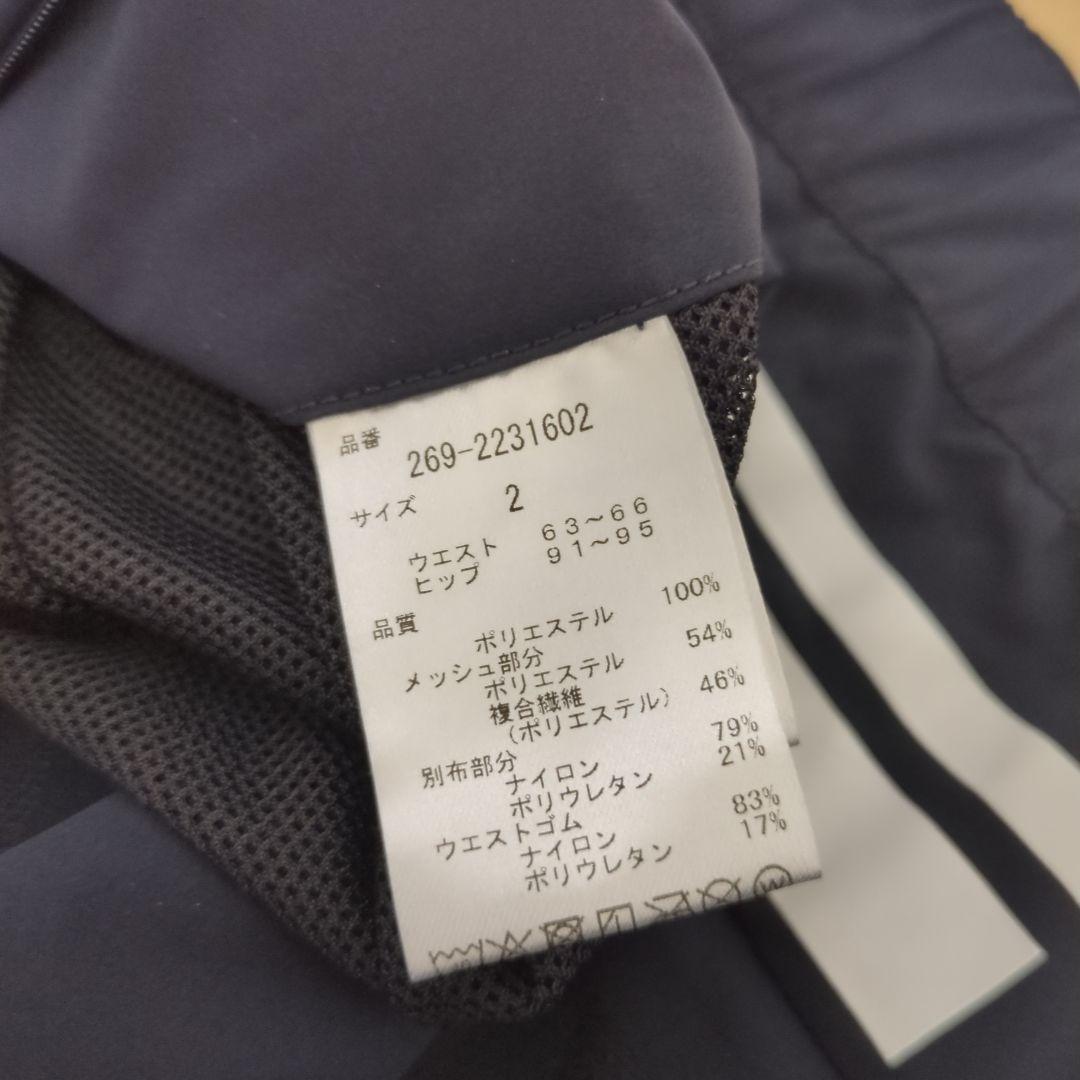 品番 269-2231602
サイズ 2
ウエスト 63～66
ヒップ 91～95
品質
ポリエステル 100%
メッシュ部分
ポリエステル 54%
複合繊維
(ポリエステル) 46%
別布部分
ナイロン 79%
ポリウレタン 21%
ウエストゴム
ナイロン 83%
ポリウレタン 17%